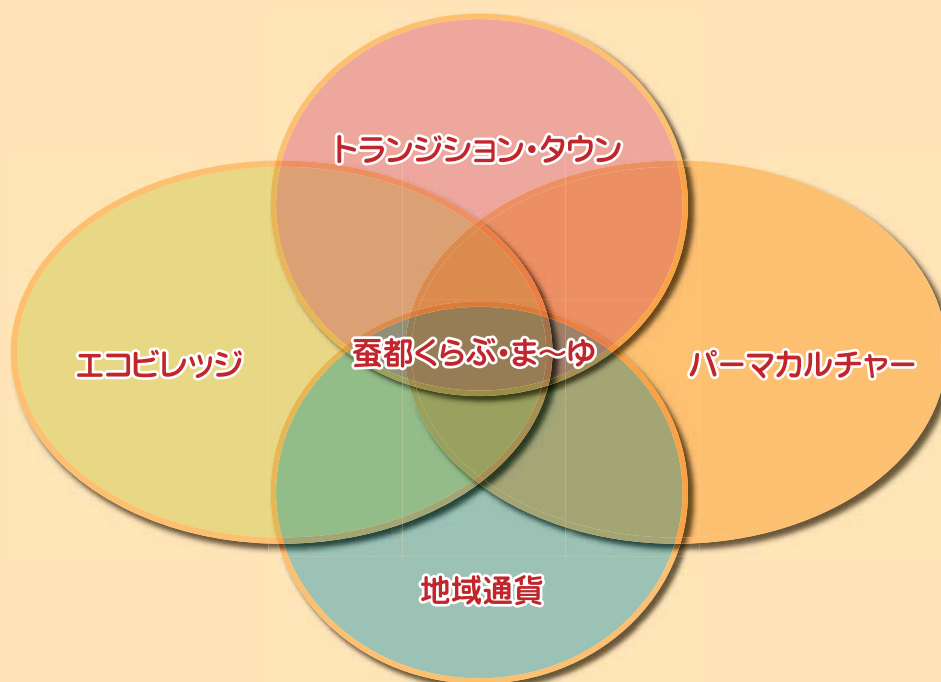 トランジション・タウン
エコビレッジ
蚕都くらぶ・ま～ゆ
パーマカルチャー
地域通貨